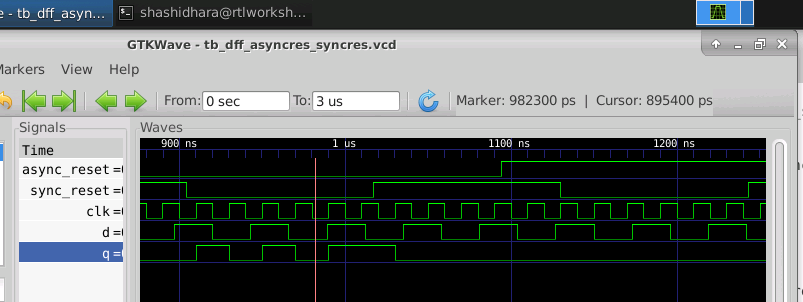 e - tb_dff_asyn... shashidhara@rtlworksh...
GTKWave - tb_dff_asyncres_syncres.vcd
Markers View Help
From: 0 sec To: 3 us Marker: 982300 ps | Cursor: 895400 ps
Signals Waves
Time 900 ns 1 us 1100 ns 1200 ns
async_reset =
sync_reset =
clk =
d =
q =